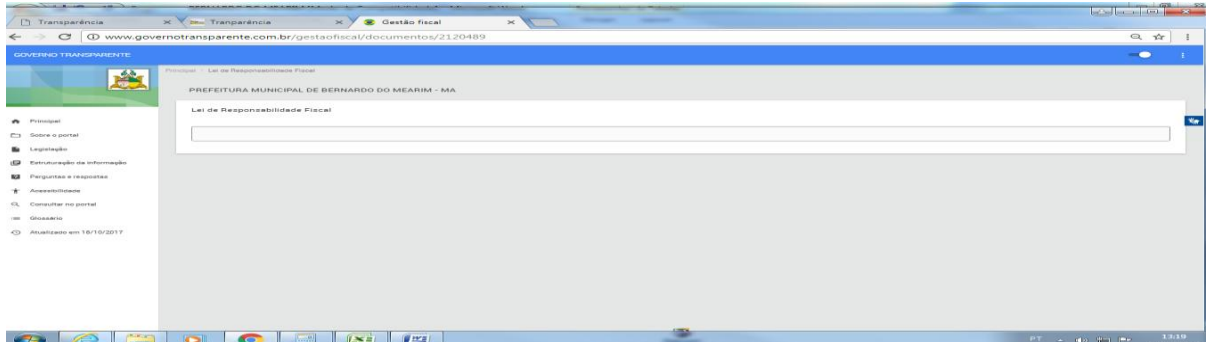 Transparência
Tranparência
Gestão fiscal
www.governotransparente.com.br/gestaofiscal/documentos/2120489
GOVERNO TRANSPARENTE
Principal
Lei de Responsabilidade Fiscal
PREFEITURA MUNICIPAL DE BERNARDO DO MEARIM - MA
Lei de Responsabilidade Fiscal
Principal
Sobre o portal
Legislação
Estruturação da informação
Perguntas e respostas
Acessibilidade
Consultar no portal
Glossário
Atualizado em 18/10/2017
PT
13:19